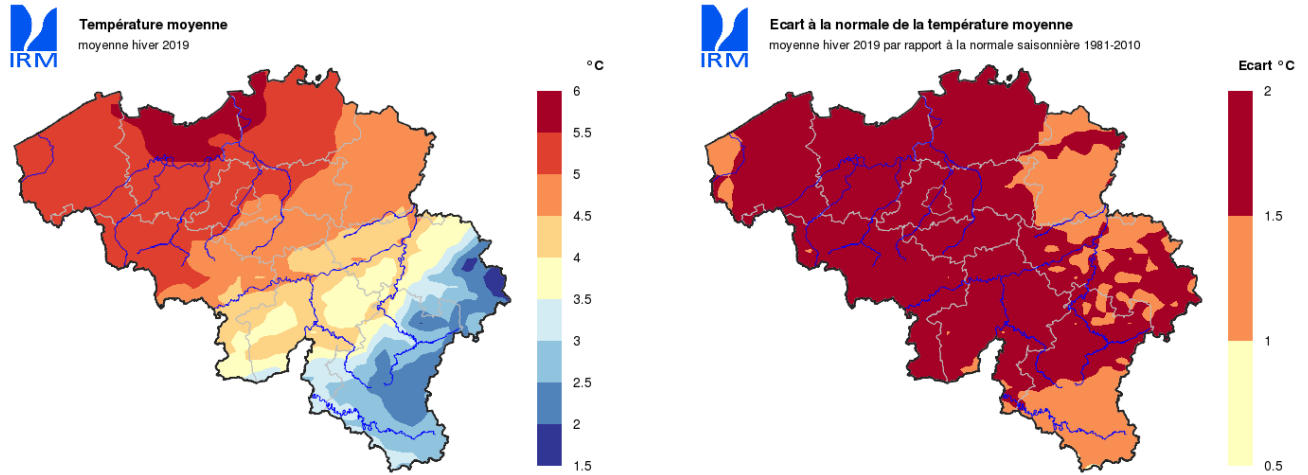 IRM
Température moyenne
moyenne hiver 2019
°C
6
5.5
5
4.5
4
3.5
3
2.5
2
1.5
IRM
Ecart à la normale de la température moyenne
moyenne hiver 2019 par rapport à la normale saisonnière 1981-2010
Ecart °C
2
1.5
1
0.5